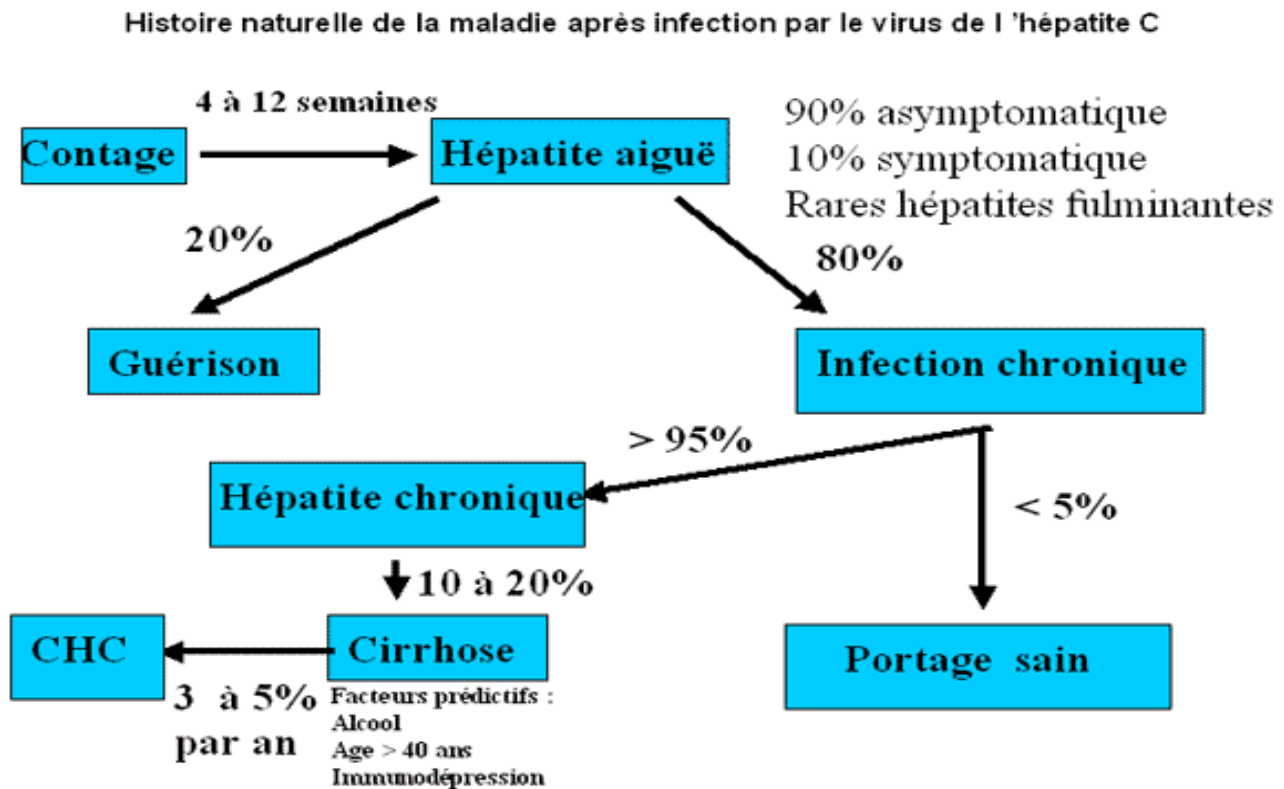 Histoire naturelle de la maladie après infection par le virus de l ’hépatite C
4 à 12 semaines
Contage
Hépatite aiguë
90% asymptomatique
10% symptomatique
Rares hépatites fulminantes
20%
80%
Guérison
Infection chronique
> 95%
Hépatite chronique
< 5%
10 à 20%
CHC
Cirrhose
Portage sain
3 à 5%
par an
Facteurs prédictifs :
Alcool
Age > 40 ans
Immunodépression